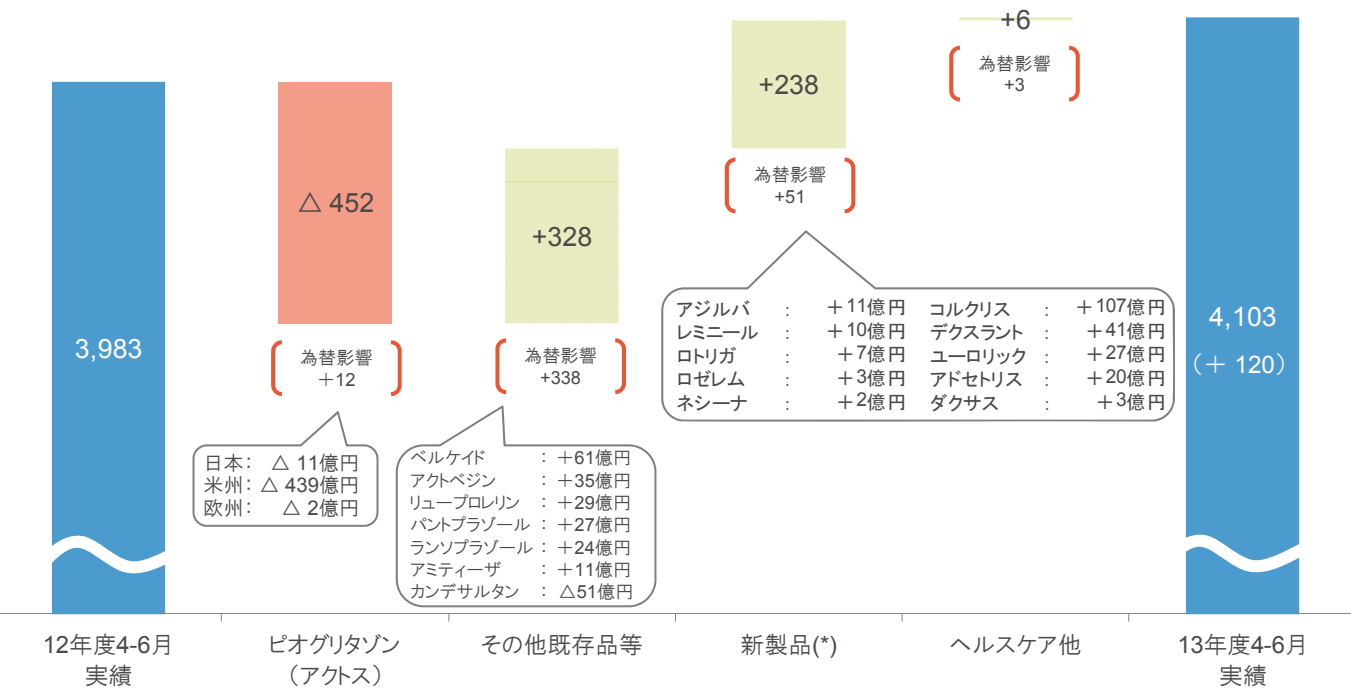 3,983
△ 452
為替影響
＋12
日本： △ 11億円
米州：△ 439億円
欧州： △ 2億円
+328
為替影響
+338
ベルケイド ： ＋61億円
アクトベジン ： ＋35億円
リュープロレリン ： ＋29億円
パントプラゾール ： ＋27億円
ランソプラゾール ： ＋24億円
アミティーザ ： ＋11億円
カンデサルタン ： △51億円
+238
為替影響
+51
アジルバ ： ＋11億円 コルクリス ： ＋107億円
レミニール ： ＋10億円 デクスラント ： ＋41億円
ロトリガ ： ＋7億円 ユーロリック ： ＋27億円
ロゼレム ： ＋3億円 アドセトリス ： ＋20億円
ネシーナ ： ＋2億円 ダクサス ： ＋3億円
+6
為替影響
+3
4,103
（＋ 120）
12年度4-6月
実績
ピオグリタゾン
（アクトス）
その他既存品等
新製品(*)
ヘルスケア他
13年度4-6月
実績